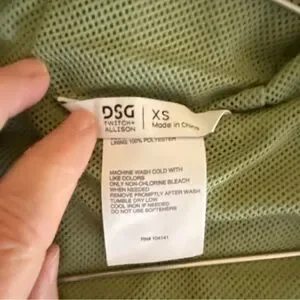 DSG
TWITCH+
ALLISON
XS
Made in China
LINING 100% POLYESTER
MACHINE WASH COLD WITH
LIKE COLORS
ONLY NON-CHLORINE BLEACH
WHEN NEEDED
REMOVE PROMPTLY AFTER WASH
TUMBLE DRY LOW
COOL IRON IF NEEDED
DO NOT USE SOFTENERS